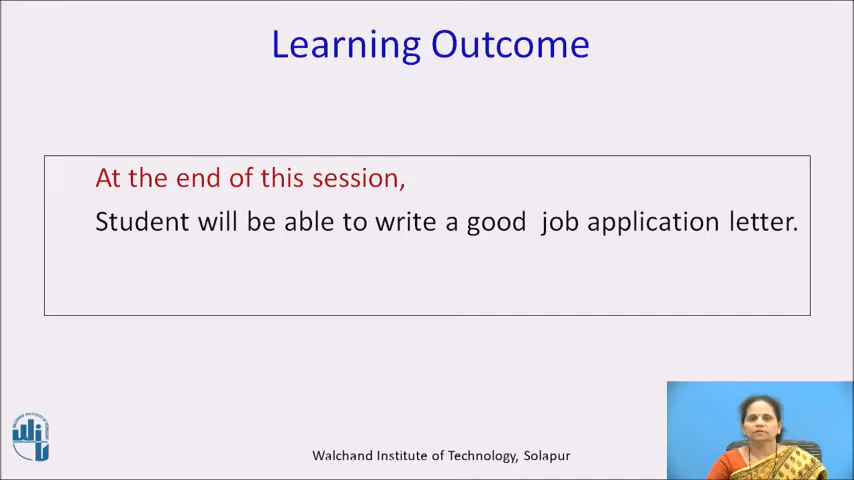 Learning Outcome
At the end of this session,
Student will be able to write a good  job application letter.
Walchand Institute of Technology, Solapur